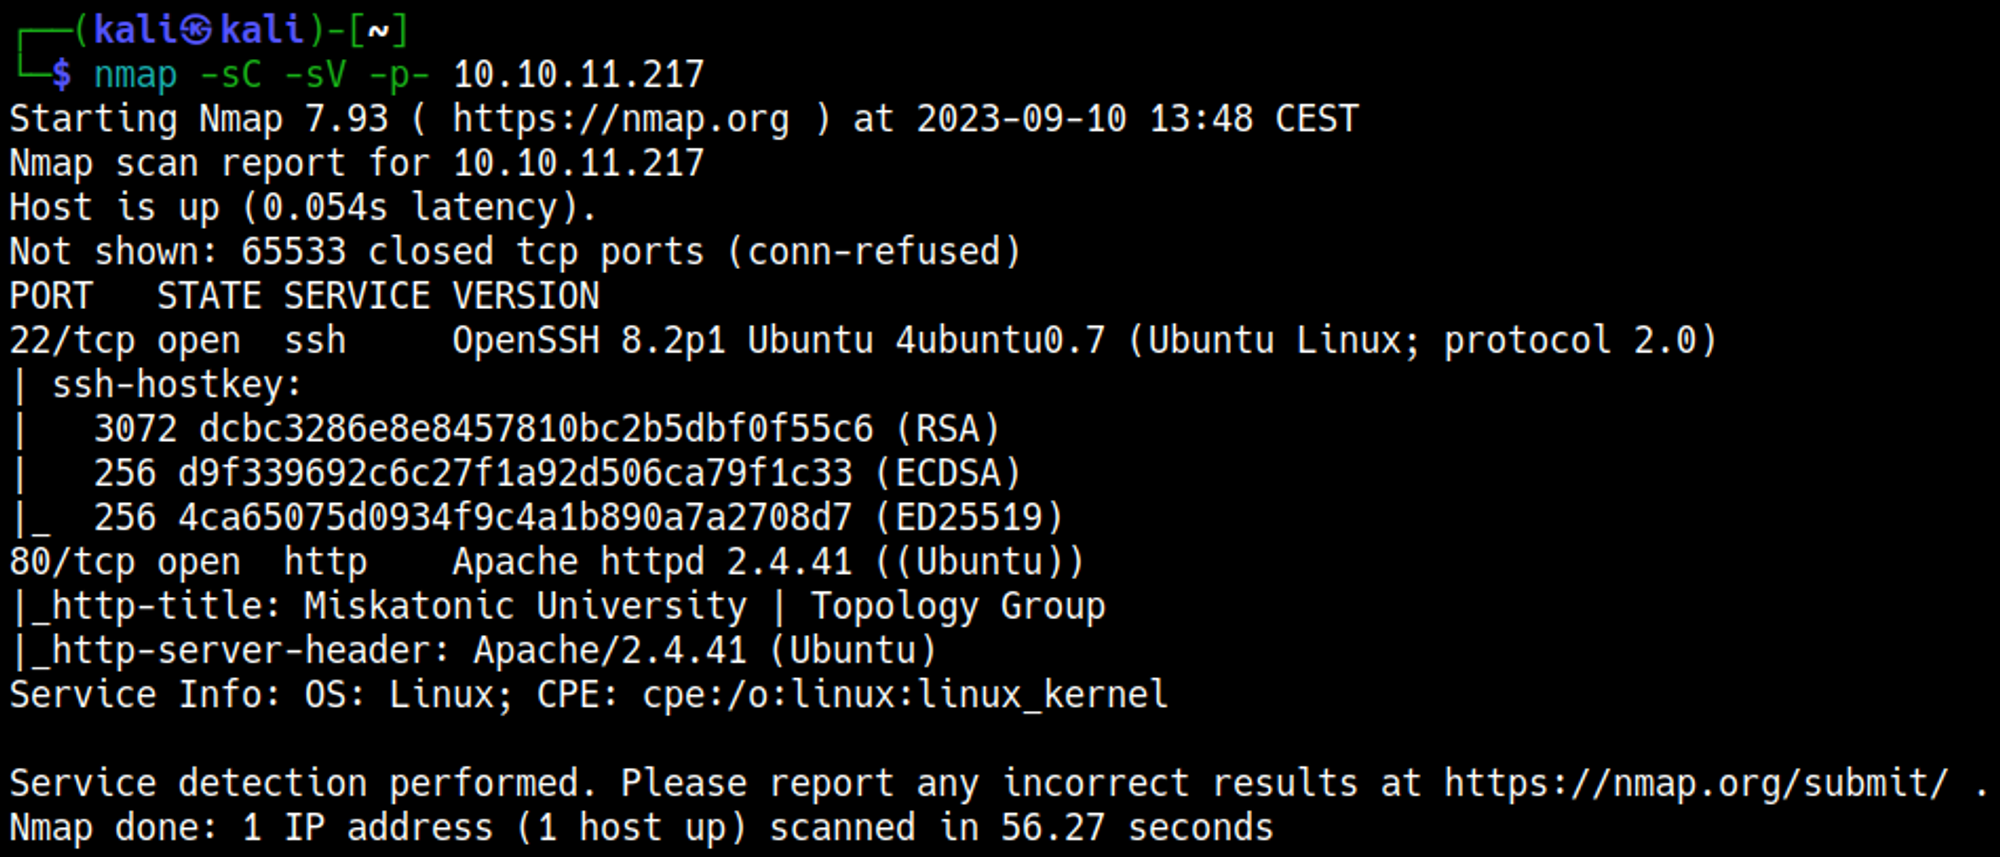 ┌──(kali㉿kali)-[~]
└─$ nmap -sC -sV -p- 10.10.11.217
Starting Nmap 7.93 ( https://nmap.org ) at 2023-09-10 13:48 CEST
Nmap scan report for 10.10.11.217
Host is up (0.054s latency).
Not shown: 65533 closed tcp ports (conn-refused)
PORT   STATE SERVICE VERSION
22/tcp open  ssh     OpenSSH 8.2p1 Ubuntu 4ubuntu0.7 (Ubuntu Linux; protocol 2.0)
| ssh-hostkey:
|   3072 dcbc3286e8e8457810bc2b5dbf0f55c6 (RSA)
|   256 d9f339692c6c27f1a92d506ca79f1c33 (ECDSA)
|_  256 4ca65075d0934f9c4a1b890a7a2708d7 (ED25519)
80/tcp open  http    Apache httpd 2.4.41 ((Ubuntu))
|_http-title: Miskatonic University | Topology Group
|_http-server-header: Apache/2.4.41 (Ubuntu)
Service Info: OS: Linux; CPE: cpe:/o:linux:linux_kernel

Service detection performed. Please report any incorrect results at https://nmap.org/submit/ .
Nmap done: 1 IP address (1 host up) scanned in 56.27 seconds